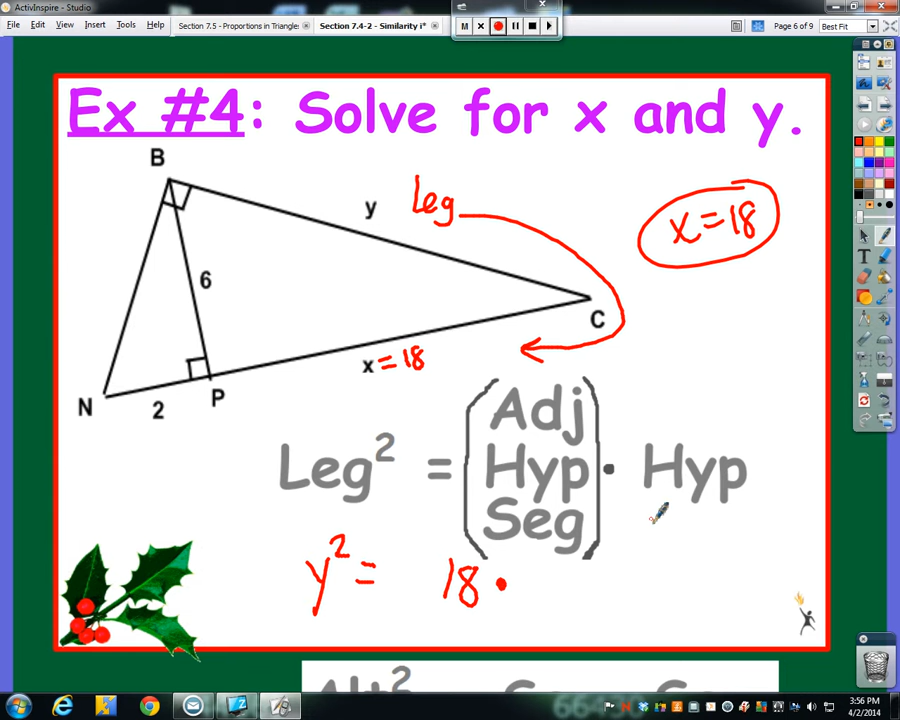 ActivInspire - Studio
File Edit View Insert Tools Help
Section 7.5 - Proportions in Triangle:
Section 7.4-2 - Similarity i*
M
Page 6 of 9
Best Fit
Ex #4: Solve for x and y.
B
y
Leg
x = 18
6
C
x = 18
N
2
P
Leg² = (Adj Hyp Seg) · Hyp
y² = 18 ·
3:56 PM
4/2/2014